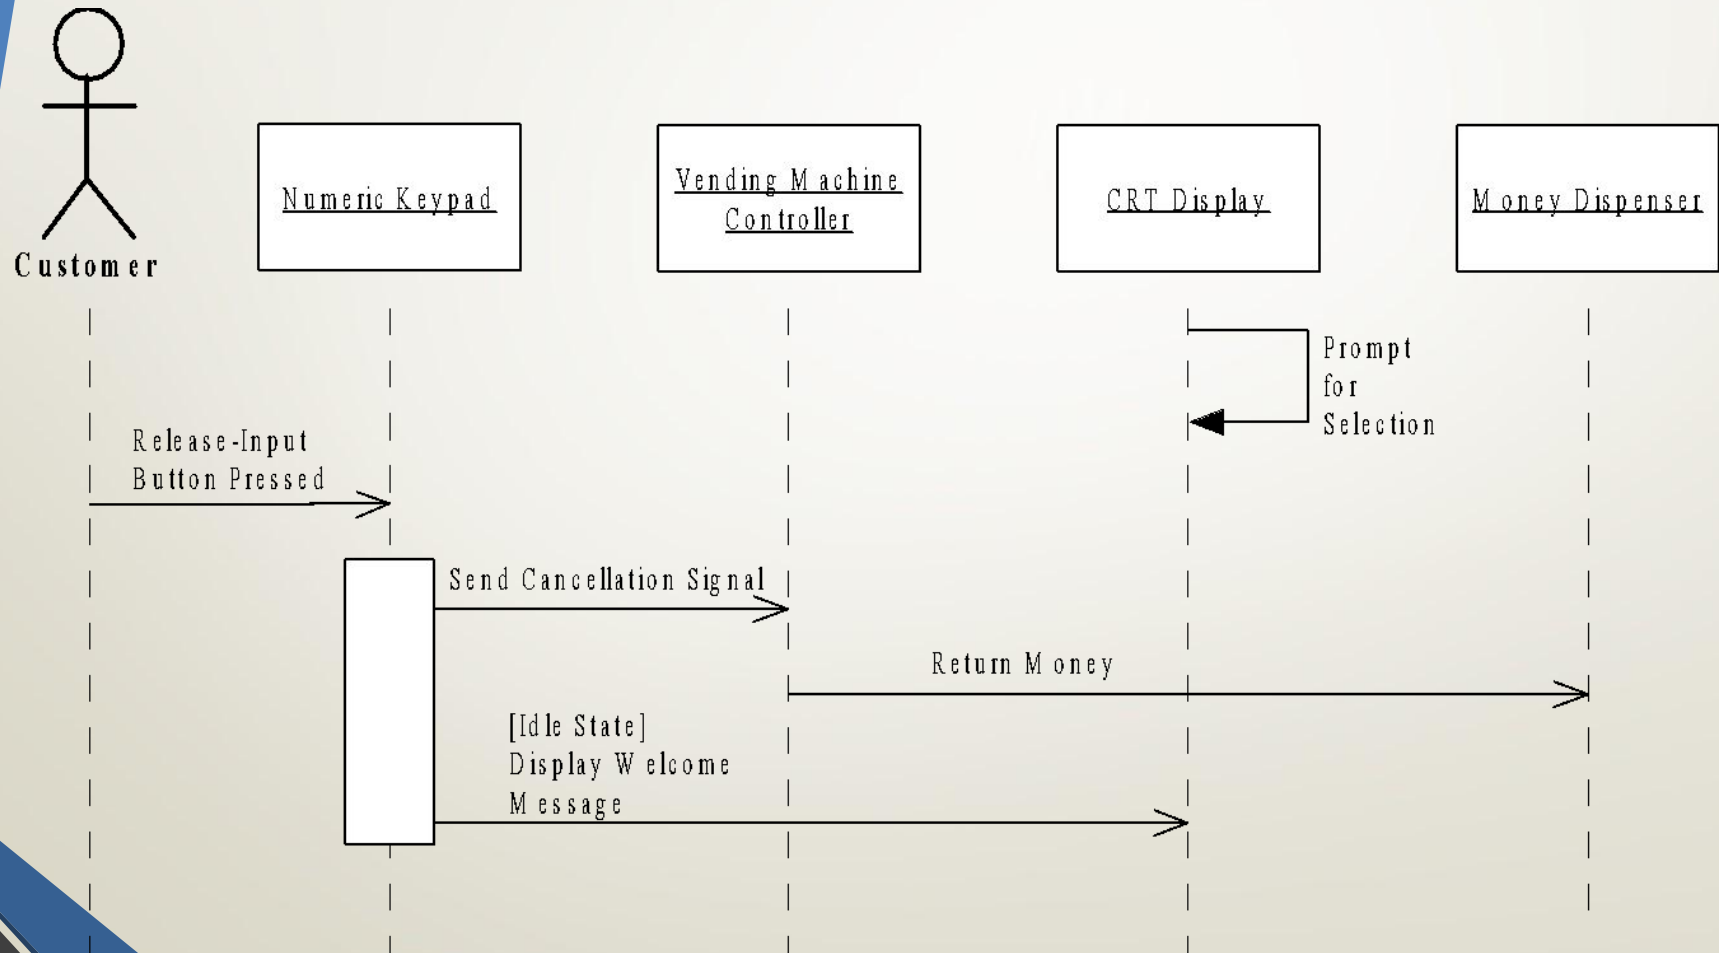 Customer
Numeric Keypad
Vending Machine
Controller
CRT Display
Money Dispenser
Prompt
for
Selection
Release-Input
Button Pressed
Send Cancellation Signal
Return Money
[Idle State]
Display Welcome
Message